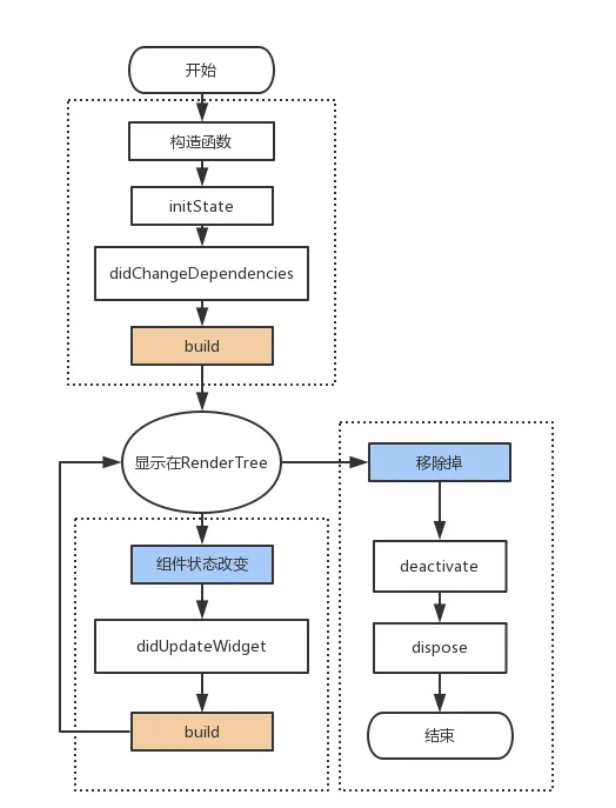 开始
构造函数
initState
didChangeDependencies
build
显示在RenderTree
移除掉
组件状态改变
deactivate
didUpdateWidget
dispose
build
结束